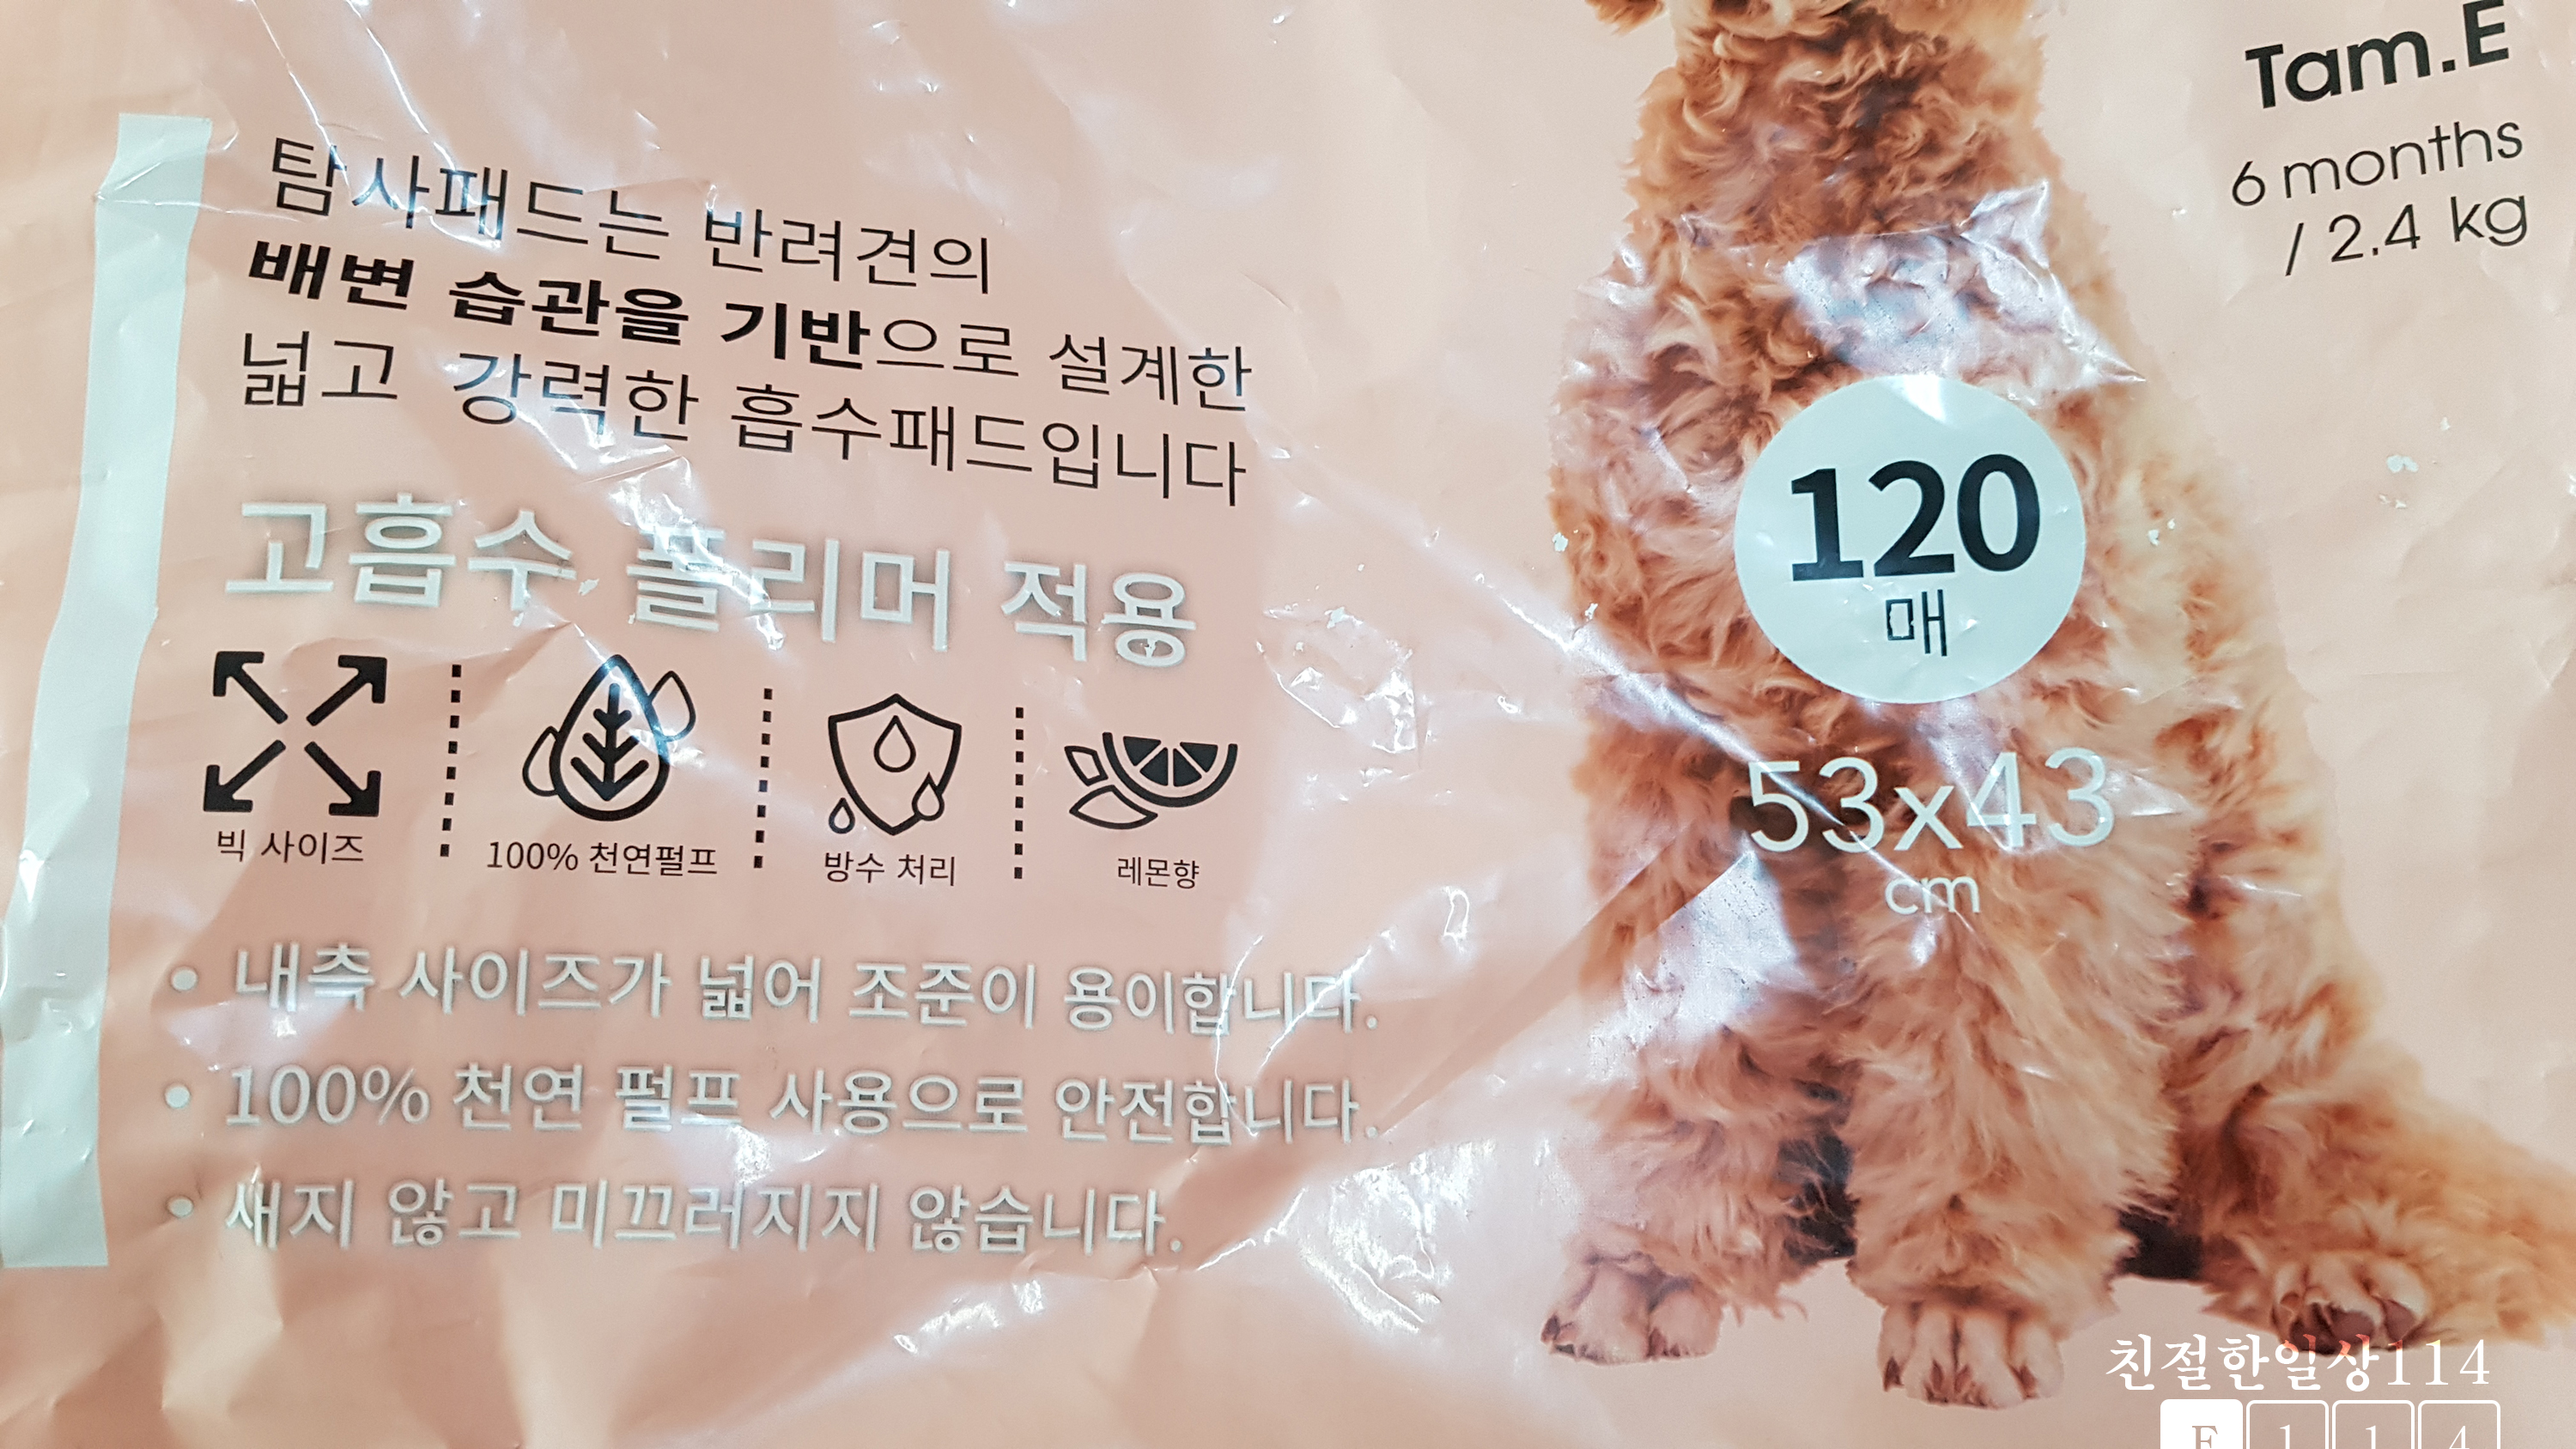 탐사패드는 반려견의
배변 습관을 기반으로 설계한
넓고 강력한 흡수패드입니다
고흡수 폴리머 적용
빅 사이즈
100% 천연펄프
방수 처리
레몬향
• 내측 사이즈가 넓어 조준이 용이합니다.
• 100% 천연 펄프 사용으로 안전합니다.
• 새지 않고 미끄러지지 않습니다.
Tam.E
6 months
/ 2.4 kg
120
매
53x43
cm
친절한일상114
F 1 1 4